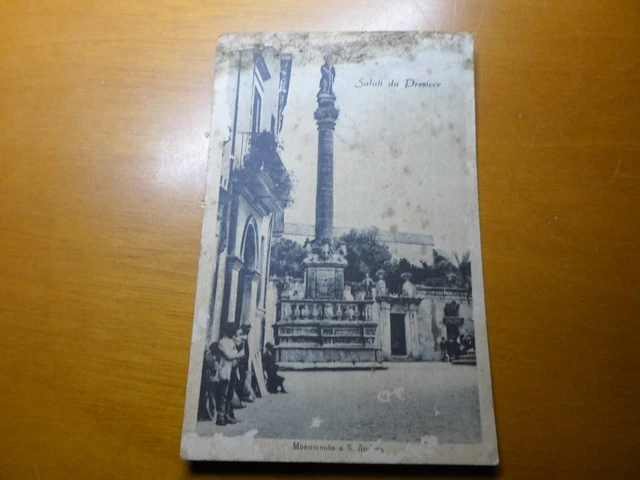 Saluti da Presicce
Monumento a S.